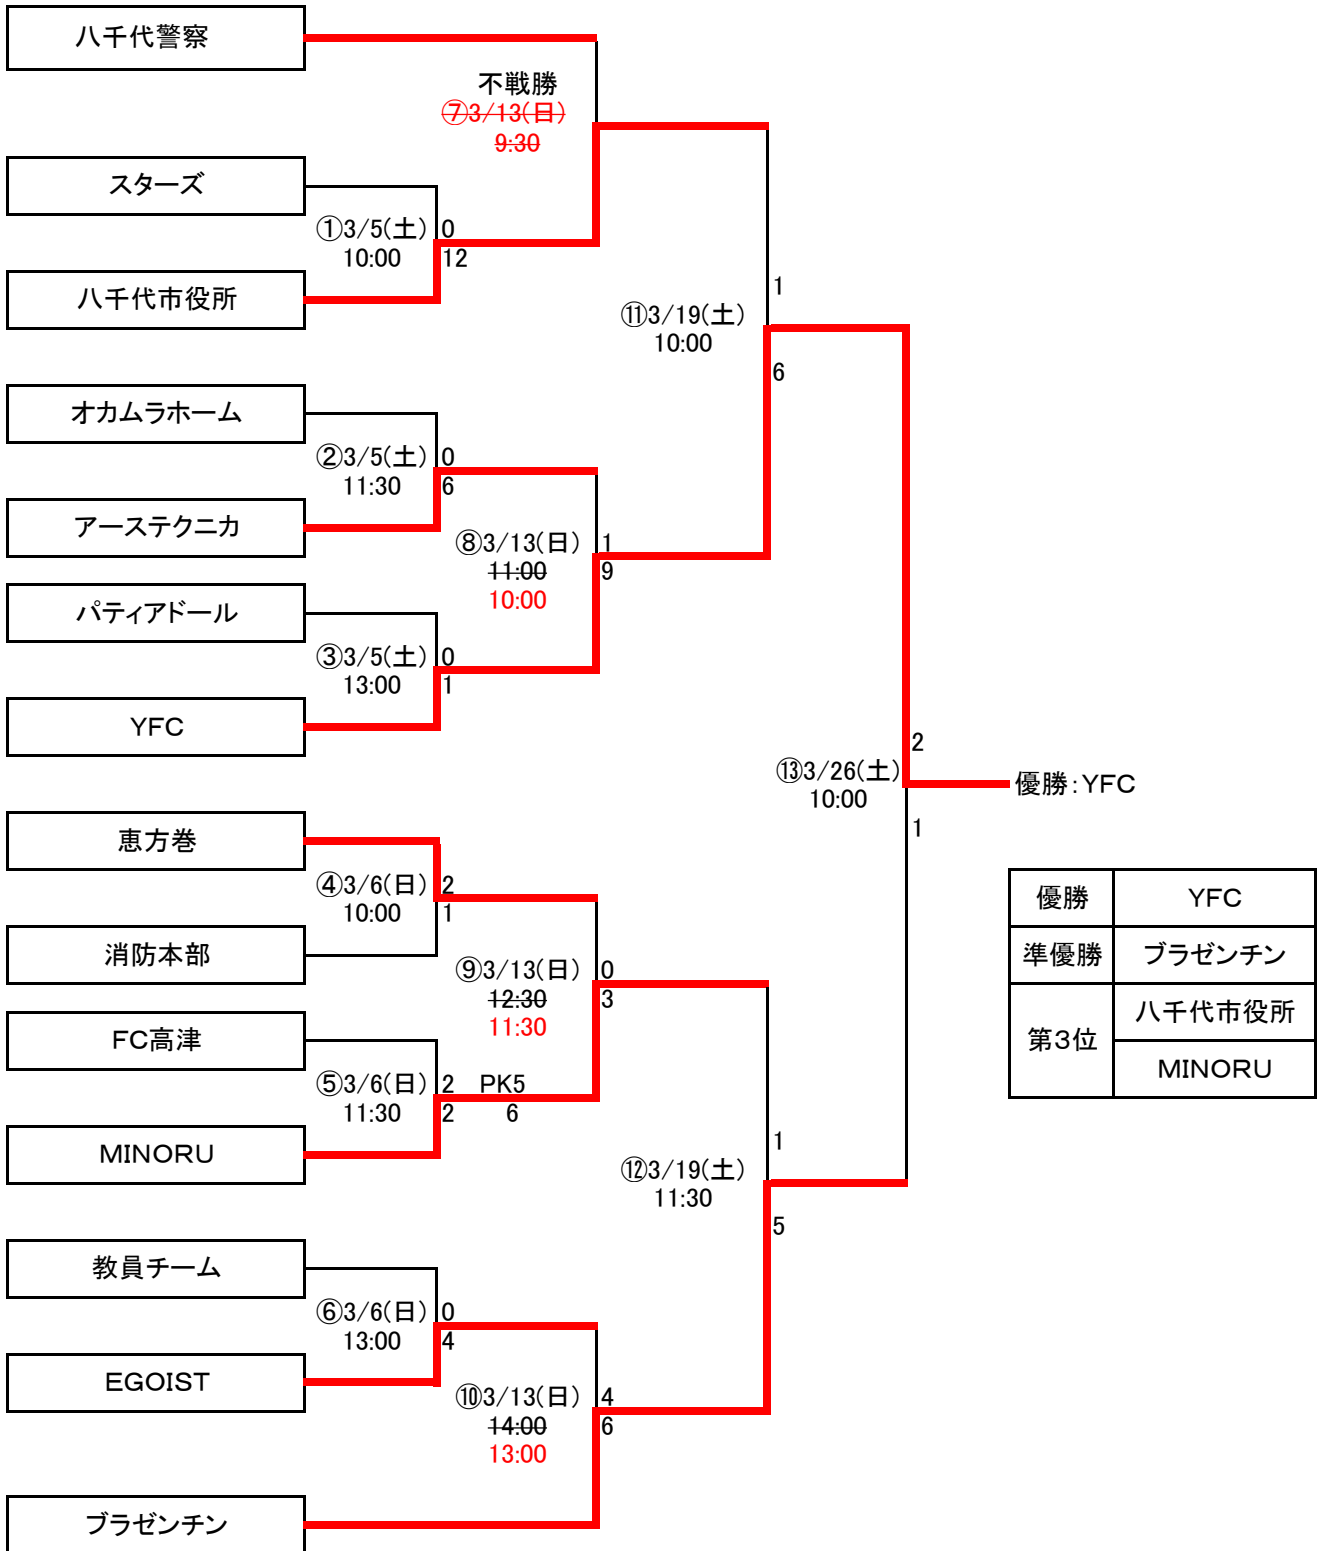 八千代警察
不戦勝
⑦3/13(日)
9:30
スターズ
①3/5(土) 0
10:00 12
八千代市役所
1
⑪3/19(土)
10:00
6
オカムラホーム
②3/5(土) 0
11:30 6
アーステクニカ
⑧3/13(日) 1
11:00 9
10:00
パティアドール
③3/5(土) 0
13:00 1
YFC
2
⑬3/26(土)
10:00
優勝:YFC
1
恵方巻
④3/6(日) 2
10:00 1
消防本部
⑨3/13(日) 0
12:30 3
11:30
FC高津
⑤3/6(日) 2 PK5
11:30 2 6
MINORU
優勝 YFC
準優勝 ブラゼンチン
第3位 八千代市役所
MINORU
1
⑫3/19(土)
11:30
5
教員チーム
⑥3/6(日) 0
13:00 4
EGOIST
⑩3/13(日) 4
14:00 6
13:00
ブラゼンチン